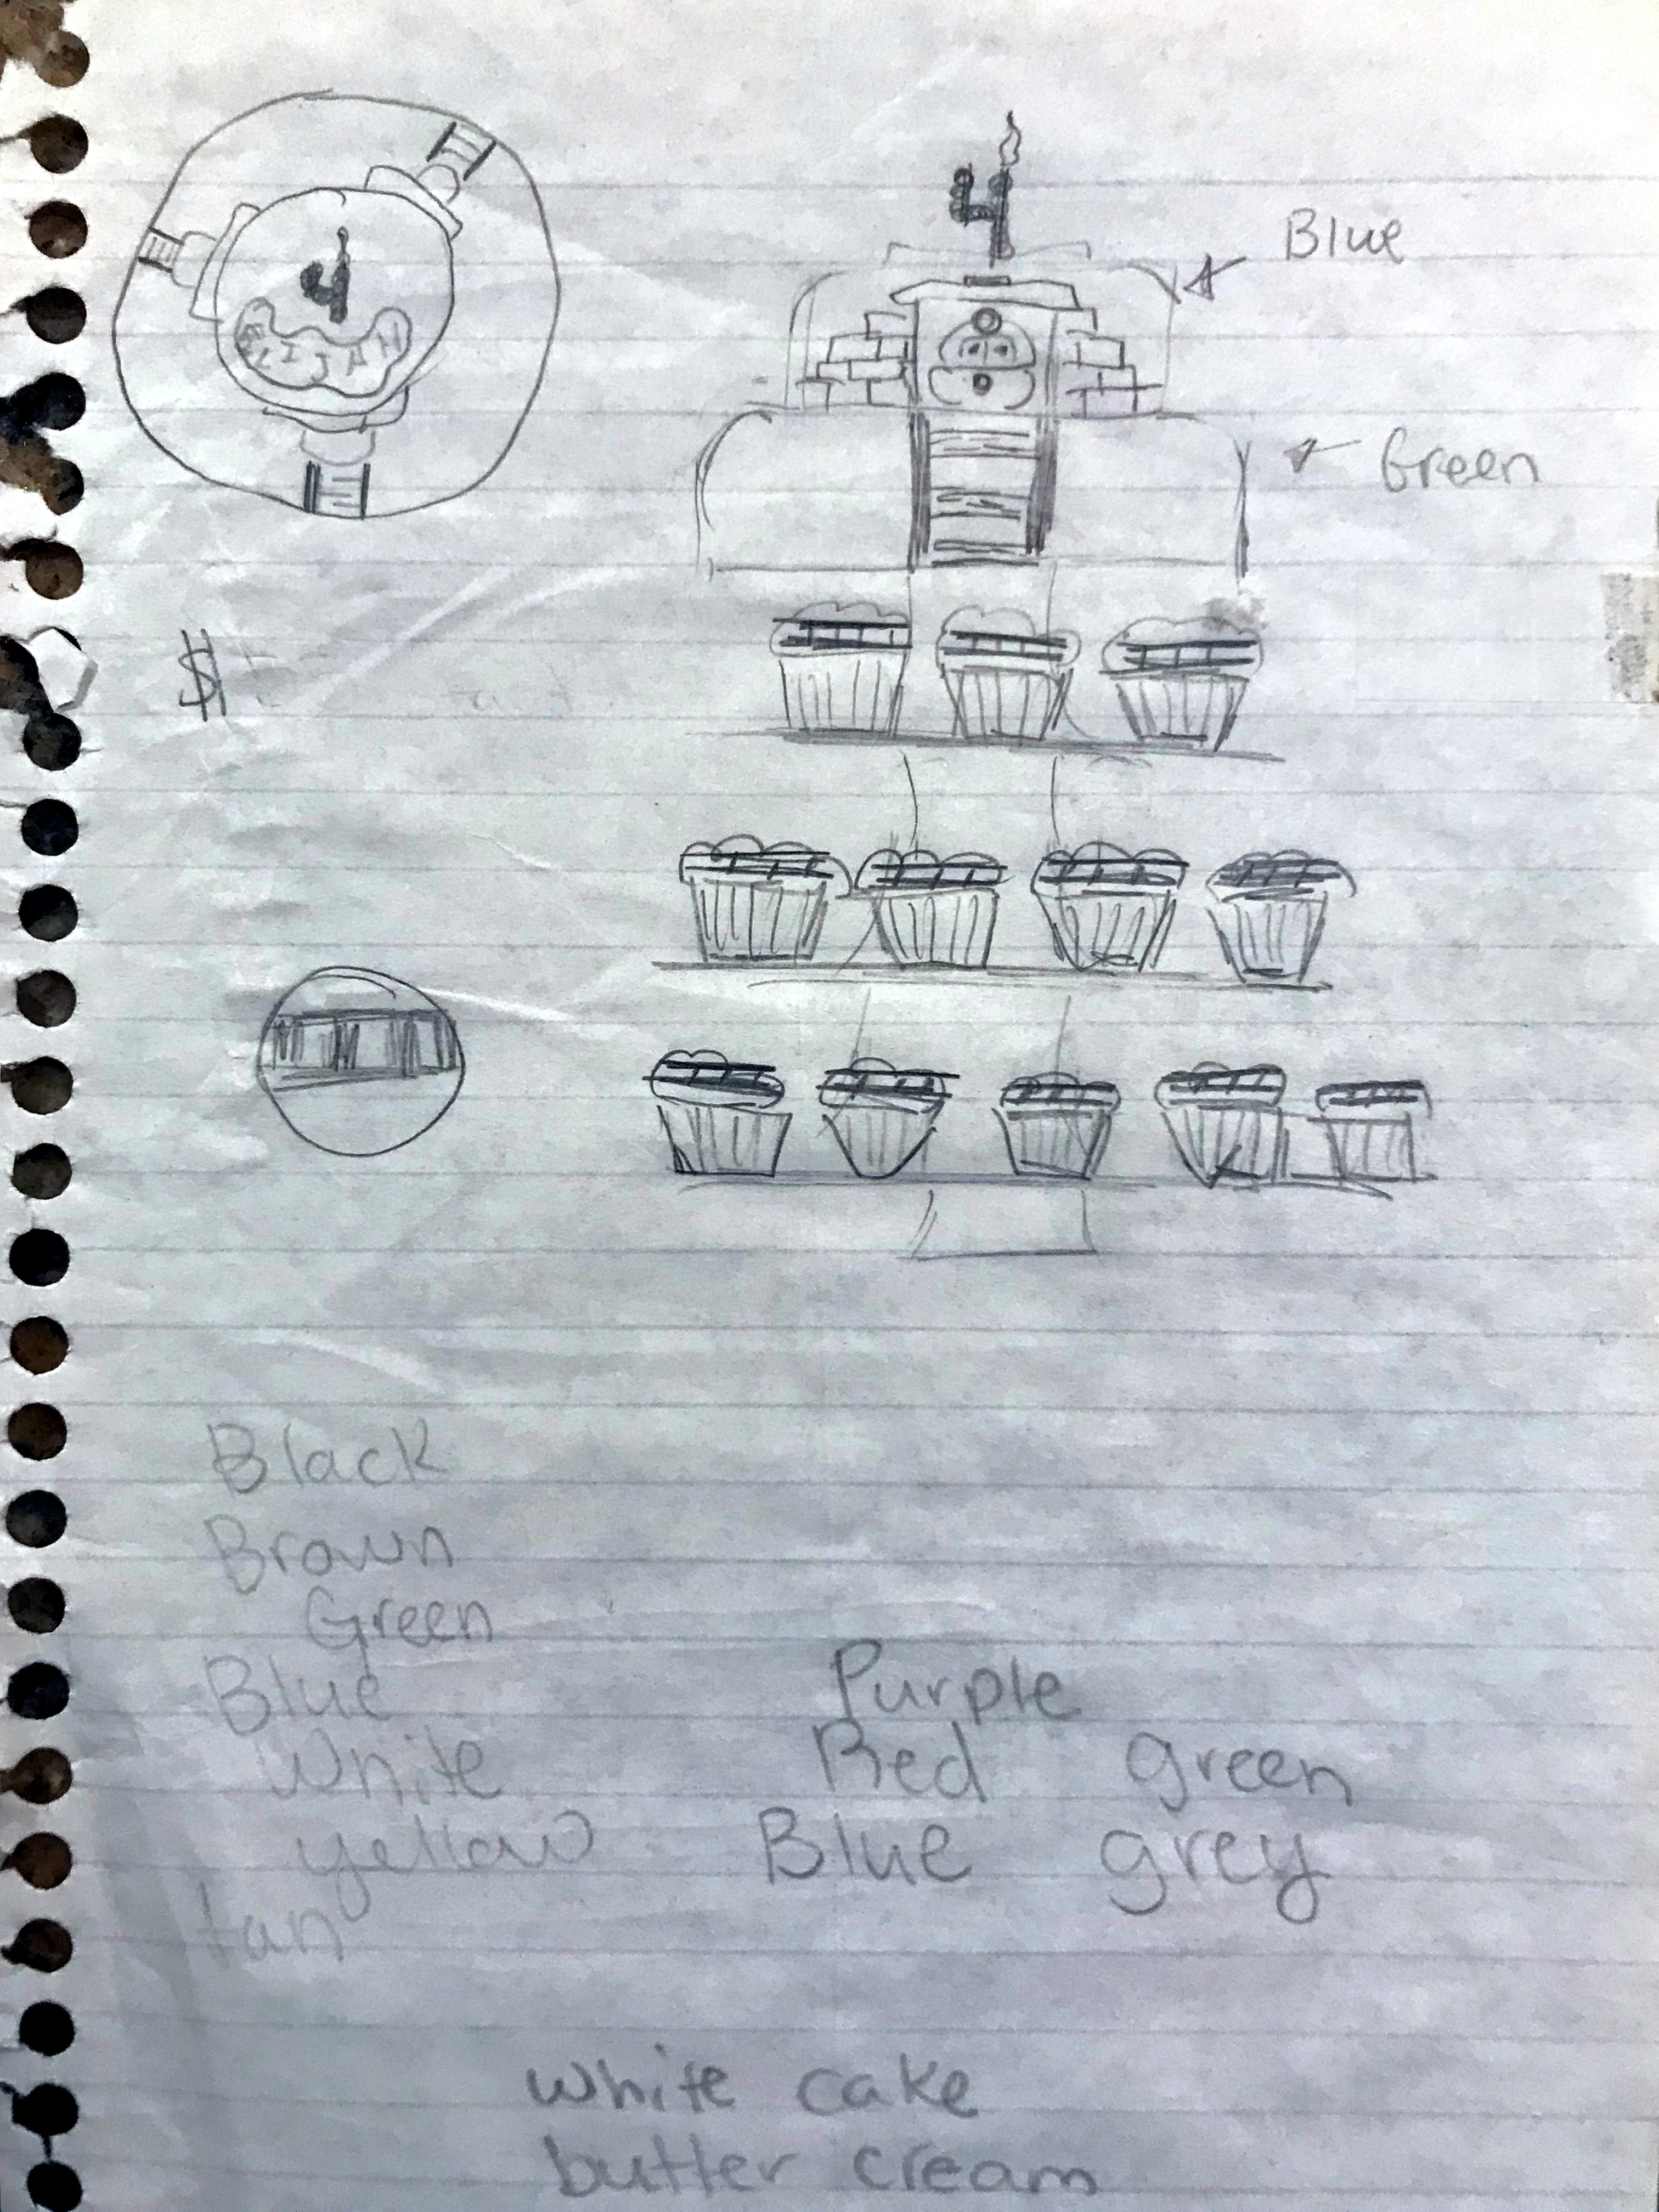 4
Blue
4
ELIJAH
Green
$
Black
Brown
Green
Blue
Purple
White
Red green
yellow
Blue grey
tan
white cake
butter cream